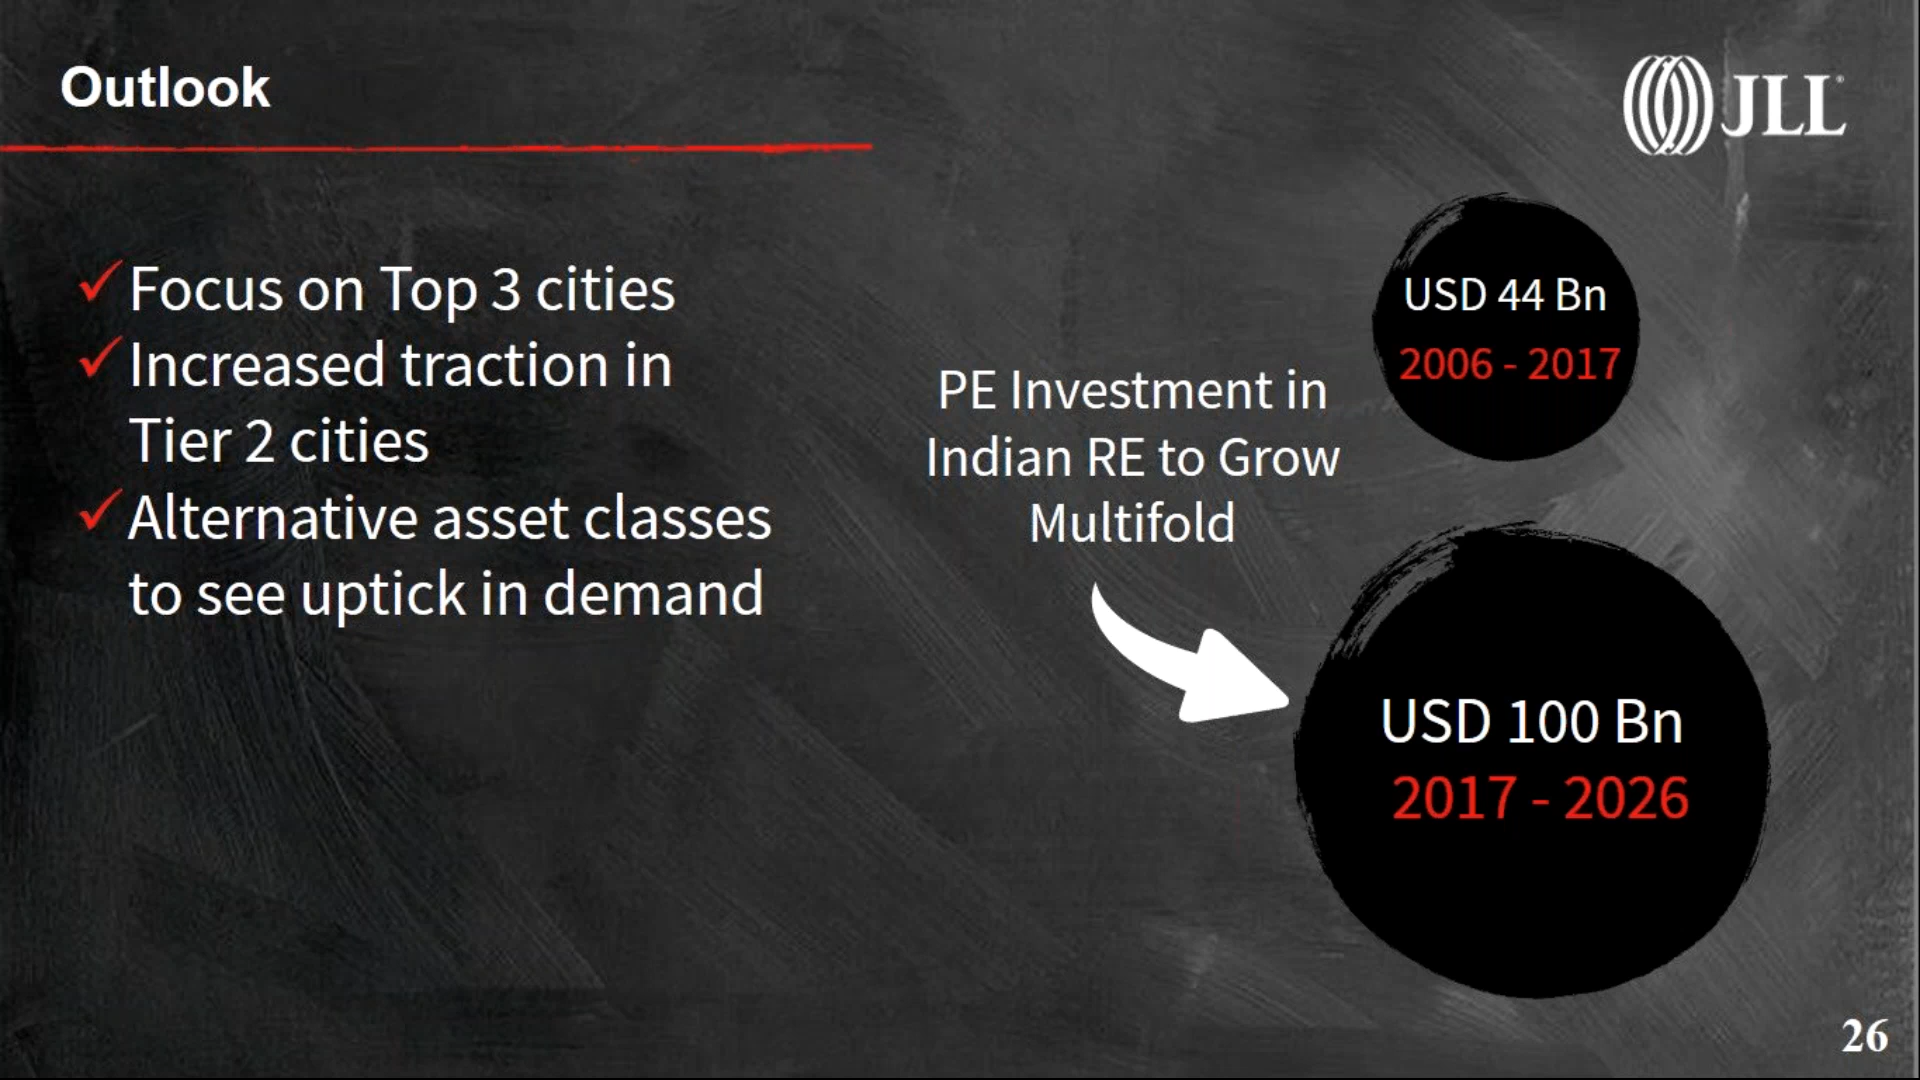 Outlook
JLL
Focus on Top 3 cities
Increased traction in
Tier 2 cities
Alternative asset classes
to see uptick in demand
PE Investment in
Indian RE to Grow
Multifold
USD 44 Bn
2006 - 2017
USD 100 Bn
2017 - 2026
26